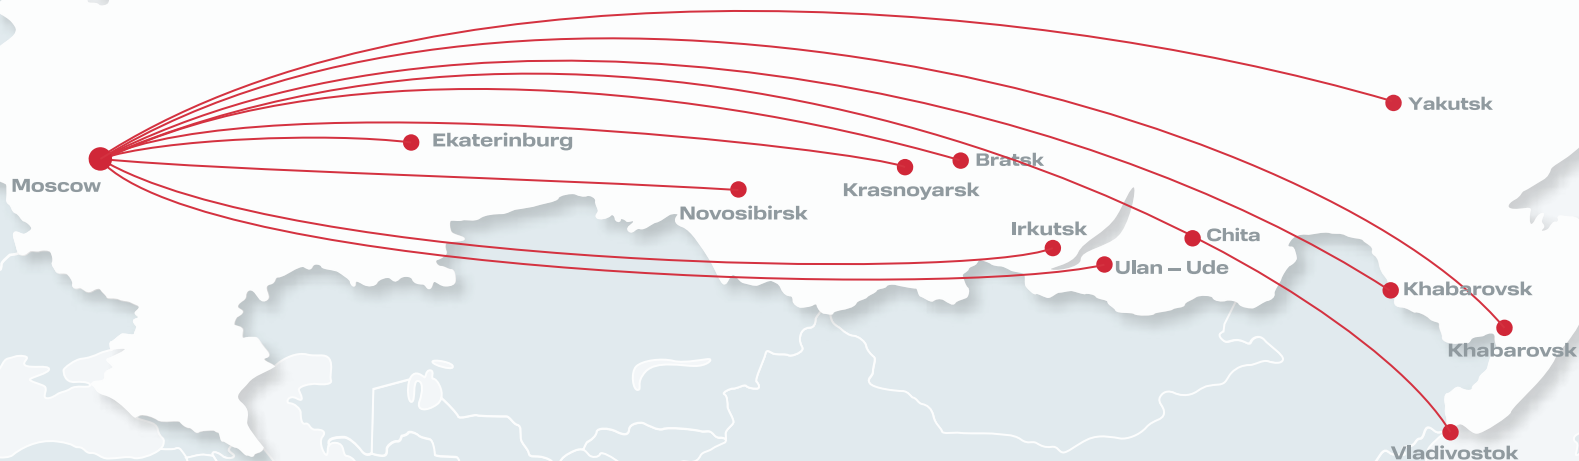 Yakutsk
Ekaterinburg
Bratsk
Moscow
Krasnoyarsk
Novosibirsk
Irkutsk
Chita
Ulan – Ude
Khabarovsk
Khabarovsk
Vladivostok